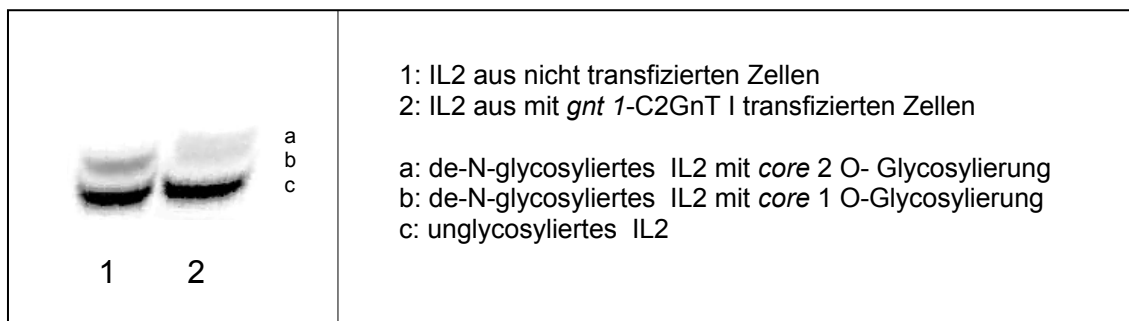 1: IL2 aus nicht transfizierten Zellen
2: IL2 aus mit gnt 1-C2GnT I transfizierten Zellen
a
b
c
a: de-N-glycosyliertes IL2 mit core 2 O- Glycosylierung
b: de-N-glycosyliertes IL2 mit core 1 O-Glycosylierung
c: unglycosyliertes IL2
1 2